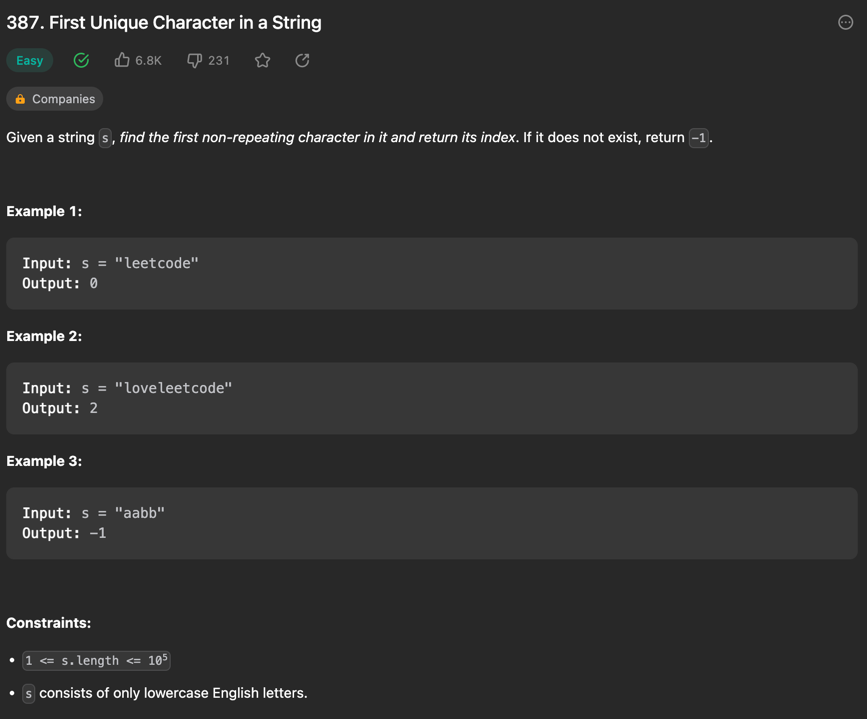 387. First Unique Character in a String
Easy 6.8K 231
Companies
Given a string s, find the first non-repeating character in it and return its index. If it does not exist, return -1.
Example 1:
Input: s = "leetcode"
Output: 0
Example 2:
Input: s = "loveleetcode"
Output: 2
Example 3:
Input: s = "aabb"
Output: -1
Constraints:
• 1 <= s.length <= 10⁵
• s consists of only lowercase English letters.